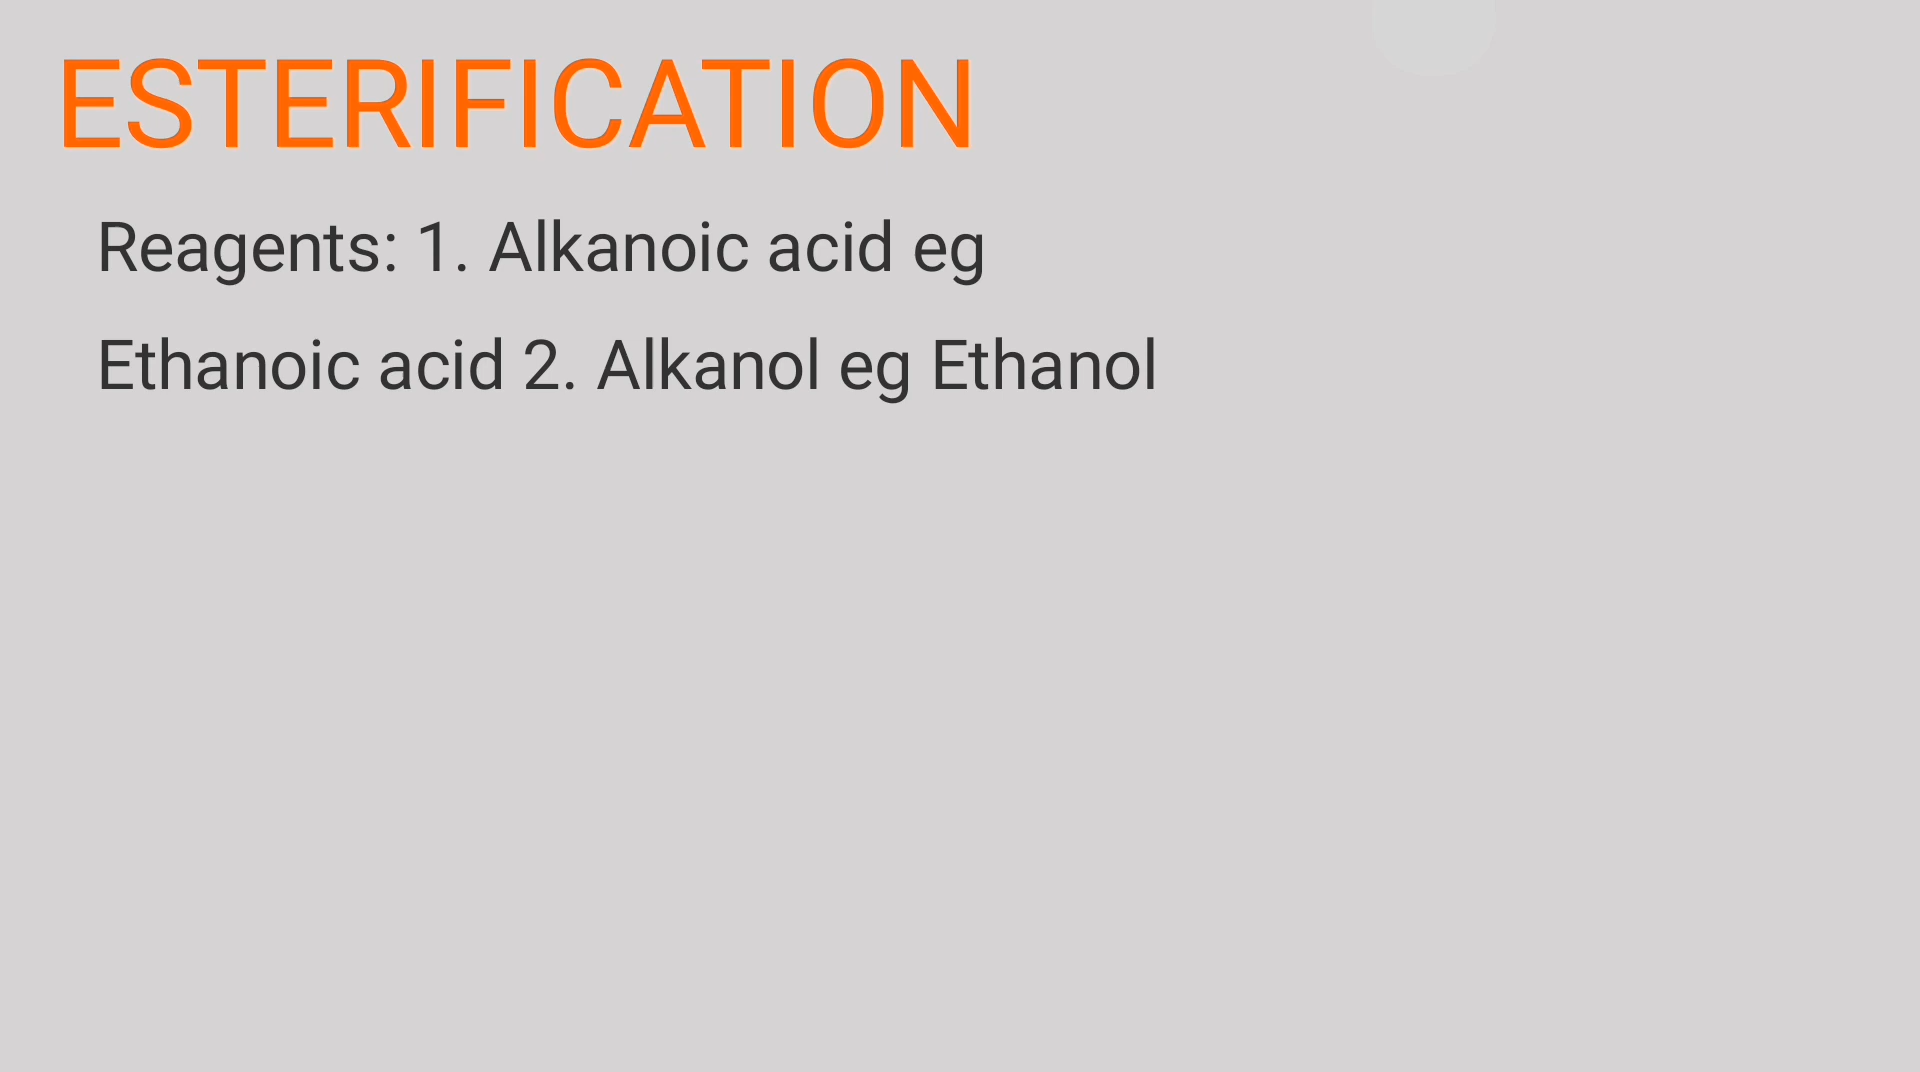 ESTERIFICATION
Reagents: 1. Alkanoic acid eg
Ethanoic acid 2. Alkanol eg Ethanol